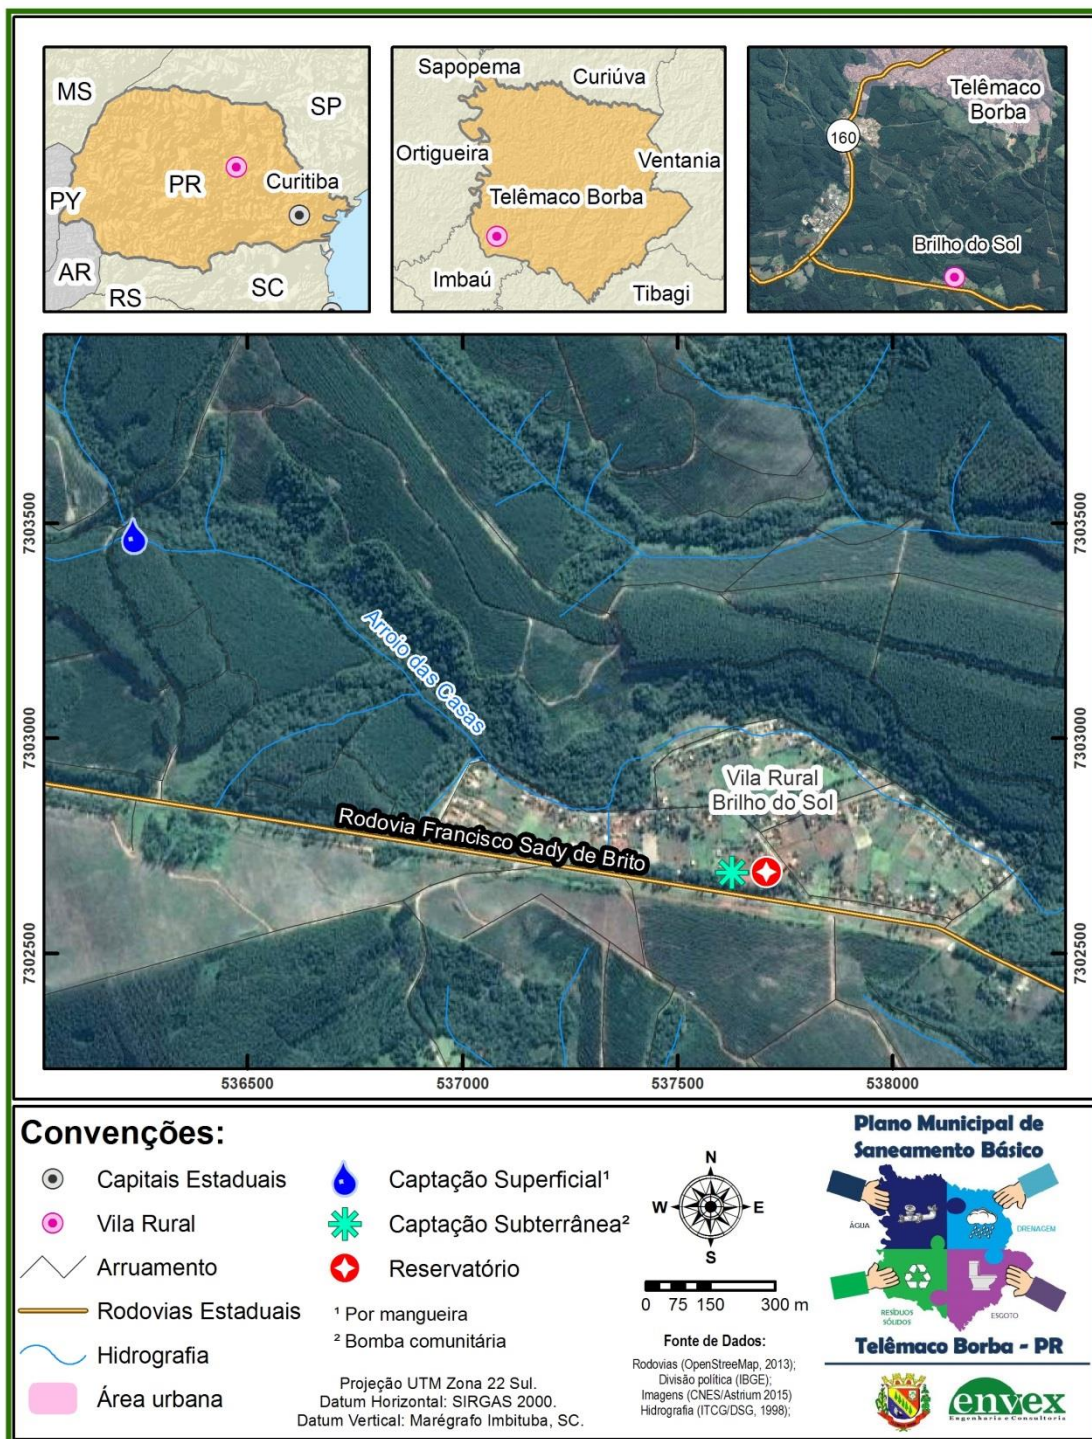 MS
SP
PR
Curitiba
PY
AR
RS
SC
Sapopema
Curiúva
Ortigueira
Ventania
Telêmaco Borba
Imbaú
Tibagi
Telêmaco
Borba
160
Brilho do Sol
7303500
7303500
Arroio das Casas
7303000
7303000
Vila Rural
Brilho do Sol
Rodovia Francisco Sady de Brito
7302500
7302500
536500
537000
537500
538000
Convenções:
Capitais Estaduais
Vila Rural
Arruamento
Rodovias Estaduais
Hidrografia
Área urbana
Captação Superficial¹
Captação Subterrânea²
Reservatório
¹ Por mangueira
² Bomba comunitária
Projeção UTM Zona 22 Sul.
Datum Horizontal: SIRGAS 2000.
Datum Vertical: Marégrafo Imbituba, SC.
N
W E
S
0 75 150 300 m
Fonte de Dados:
Rodovias (OpenStreeMap, 2013);
Divisão política (IBGE);
Imagens (CNES/Astrium 2015)
Hidrografia (ITCG/DSG, 1998);
Plano Municipal de
Saneamento Básico
ÁGUA
DRENAGEM
RESÍDUOS
SÓLIDOS
ESGOTO
Telêmaco Borba - PR
envex
Engenharia e Consultoria